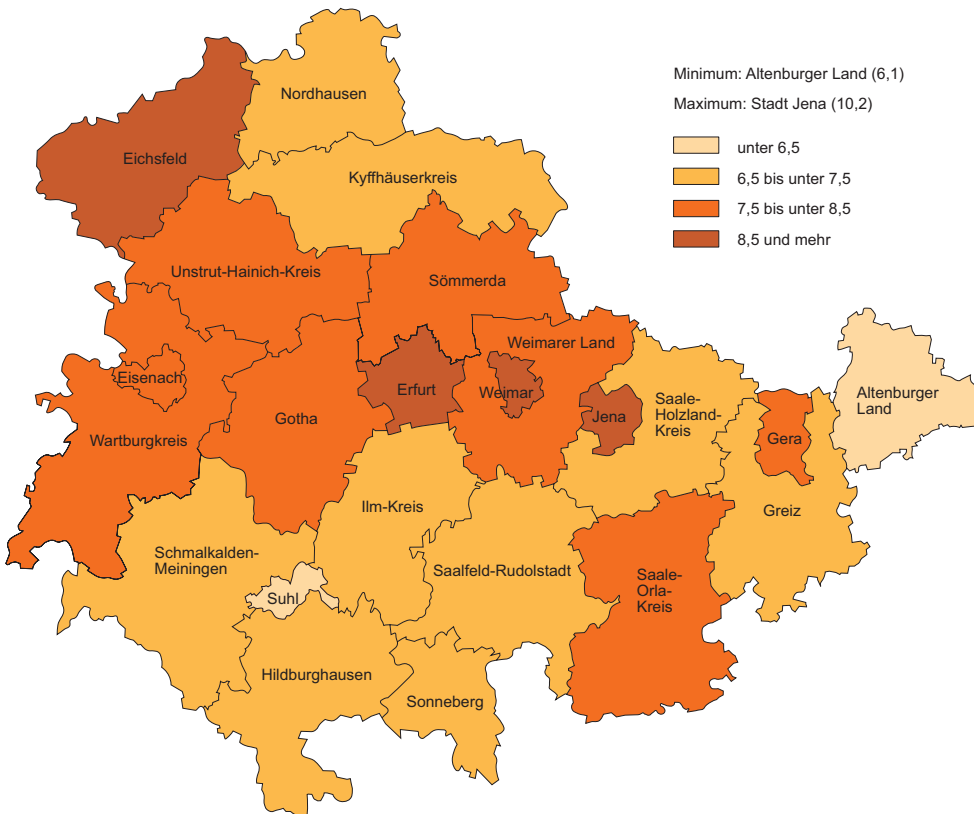 Minimum: Altenburger Land (6,1)
Maximum: Stadt Jena (10,2)
unter 6,5
6,5 bis unter 7,5
7,5 bis unter 8,5
8,5 und mehr
Nordhausen
Eichsfeld
Kyffhäuserkreis
Unstrut-Hainich-Kreis
Sömmerda
Weimarer Land
Eisenach
Erfurt
Weimar
Altenburger
Land
Saale-
Holzland-
Kreis
Jena
Gotha
Wartburgkreis
Gera
Ilm-Kreis
Greiz
Schmalkalden-
Meiningen
Saalfeld-Rudolstadt
Saale-
Orla-
Kreis
Suhl
Hildburghausen
Sonneberg